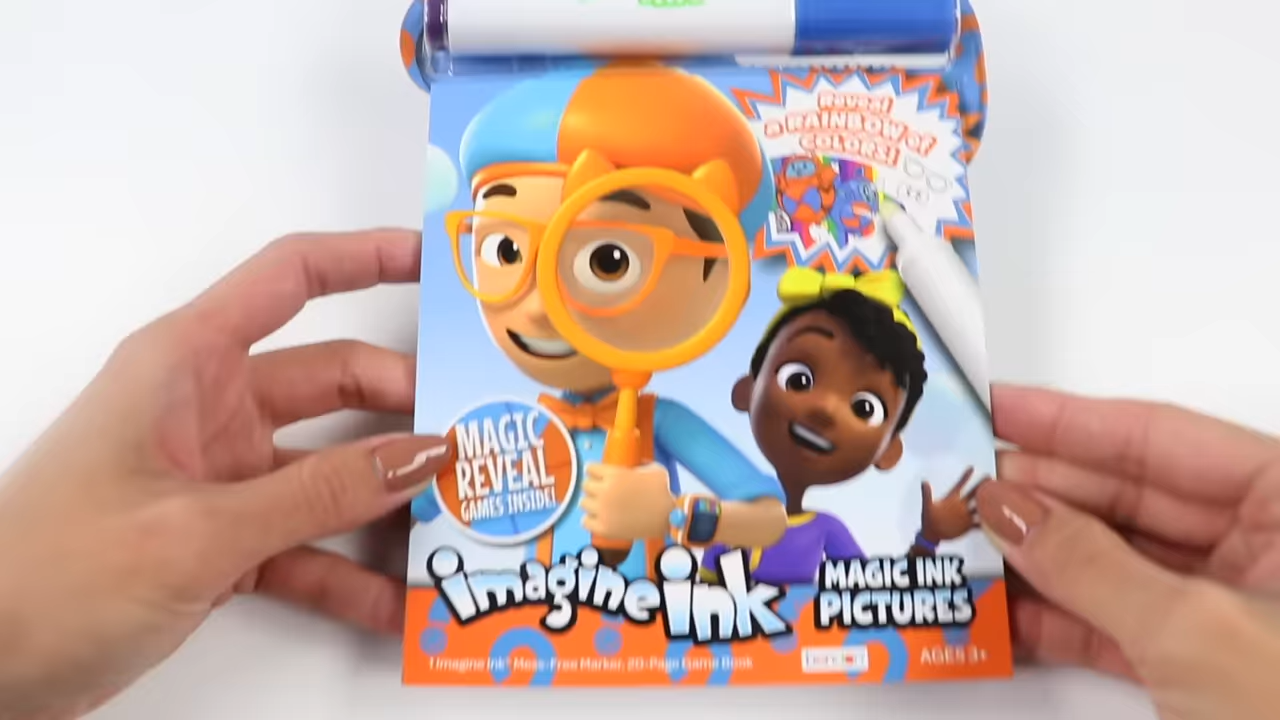 Reveal
a RAINBOW of
COLORS!
MAGIC
REVEAL
GAMES INSIDE!
imagine ink
MAGIC INK
PICTURES
1 Imagine Ink® Mess-Free Marker, 20-Page Game Book
bendon
AGES 3+